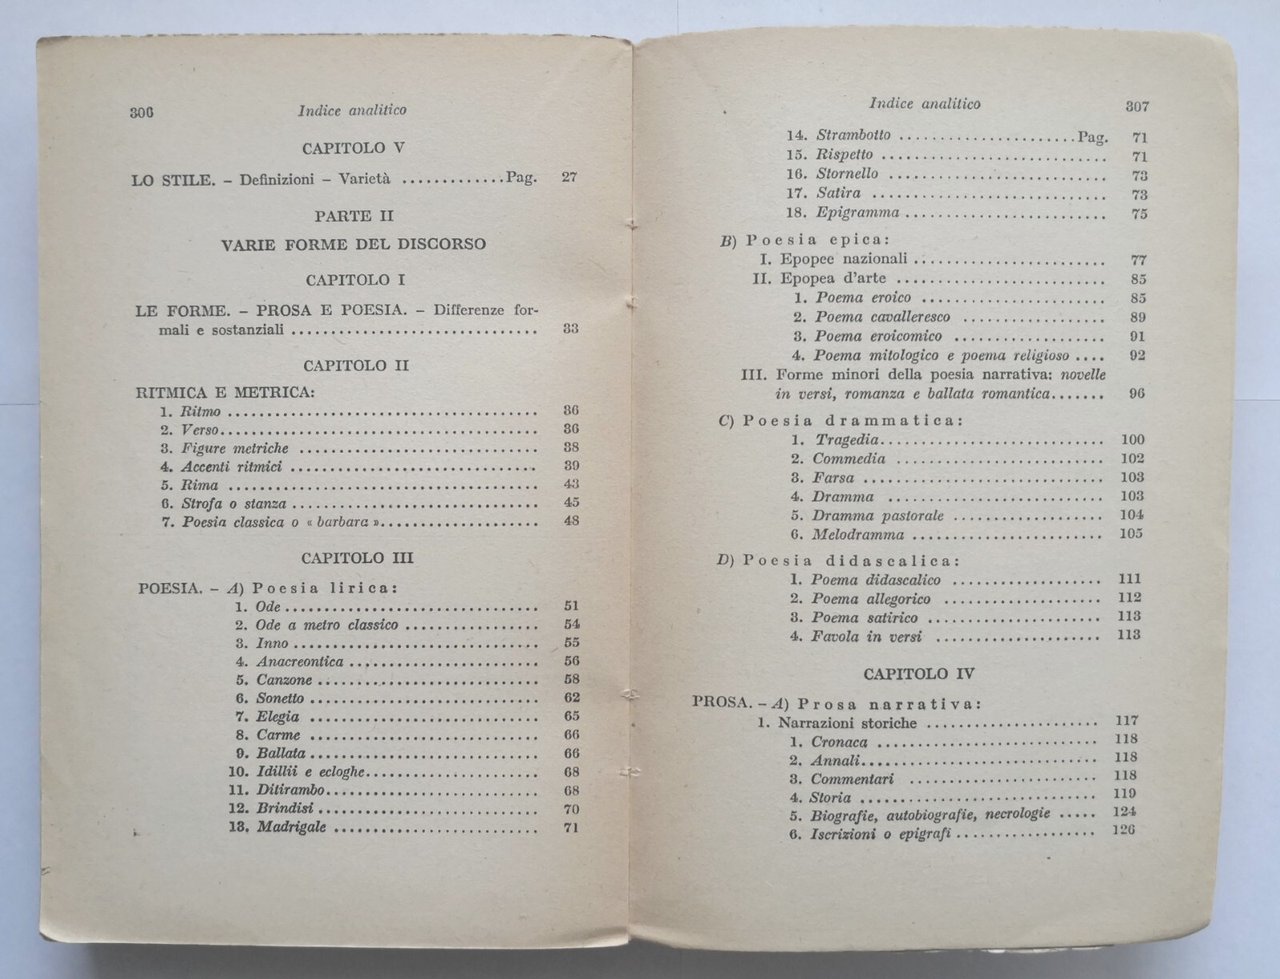 306 Indice analitico
CAPITOLO V
LO STILE. – Definizioni – Varietà ............Pag. 27
PARTE II
VARIE FORME DEL DISCORSO
CAPITOLO I
LE FORME. – PROSA E POESIA. – Differenze for-
mali e sostanziali .............................. 33
CAPITOLO II
RITMICA E METRICA:
1. Ritmo ...................................... 36
2. Verso....................................... 36
3. Figure metriche ............................. 38
4. Accenti ritmici .............................. 39
5. Rima ...................................... 43
6. Strofa o stanza .............................. 45
7. Poesia classica o « barbara »................... 48
CAPITOLO III
POESIA. – A) Poesia lirica:
1. Ode ............................... 51
2. Ode a metro classico ................. 54
3. Inno .............................. 55
4. Anacreontica ........................ 56
5. Canzone ............................ 58
6. Sonetto ............................. 62
7. Elegia ............................. 65
8. Carme ............................. 66
9. Ballata ............................. 66
10. Idillii e ecloghe...................... 68
11. Ditirambo........................... 68
12. Brindisi ............................ 70
13. Madrigale .......................... 71
Indice analitico 307
14. Strambotto ......................Pag. 71
15. Rispetto ............................ 71
16. Stornello ........................... 73
17. Satira ............................. 73
18. Epigramma ......................... 75
B) Poesia epica:
I. Epopee nazionali ........................ 77
II. Epopea d'arte .......................... 85
1. Poema eroico ....................... 85
2. Poema cavalleresco .................. 89
3. Poema eroicomico ................... 91
4. Poema mitologico e poema religioso .... 92
III. Forme minori della poesia narrativa: novelle
in versi, romanza e ballata romantica....... 96
C) Poesia drammatica:
1. Tragedia............................ 100
2. Commedia .......................... 102
3. Farsa .............................. 103
4. Dramma ........................... 103
5. Dramma pastorale ................... 104
6. Melodramma ........................ 105
D) Poesia didascalica:
1. Poema didascalico ................... 111
2. Poema allegorico .................... 112
3. Poema satirico ...................... 113
4. Favola in versi ..................... 113
CAPITOLO IV
PROSA. – A) Prosa narrativa:
1. Narrazioni storiche ...................... 117
1. Cronaca ............................ 118
2. Annali.............................. 118
3. Commentari ........................ 118
4. Storia .............................. 119
5. Biografie, autobiografie, necrologie ..... 124
6. Iscrizioni o epigrafi .................. 126